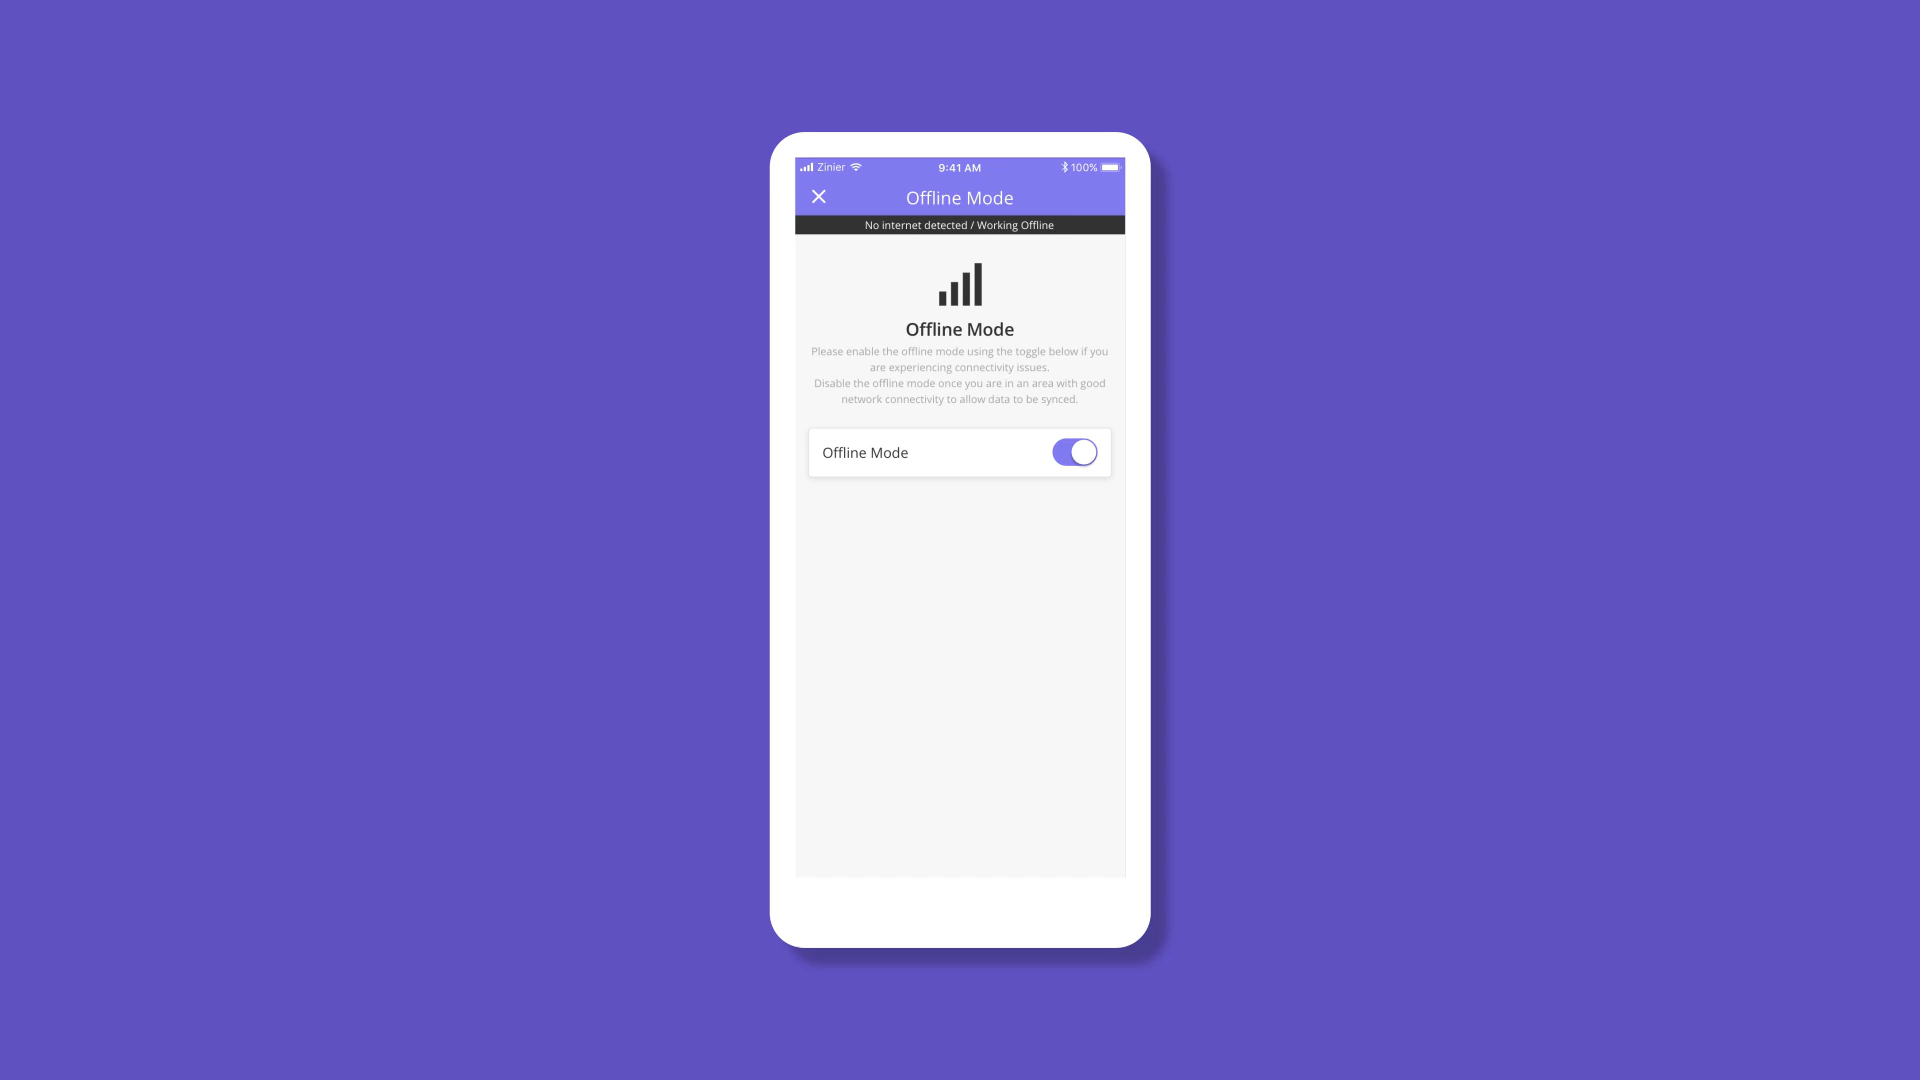 Zinier 9:41 AM 100%
Offline Mode
No internet detected / Working Offline
Offline Mode
Please enable the offline mode using the toggle below if you
are experiencing connectivity issues.
Disable the offline mode once you are in an area with good
network connectivity to allow data to be synced.
Offline Mode